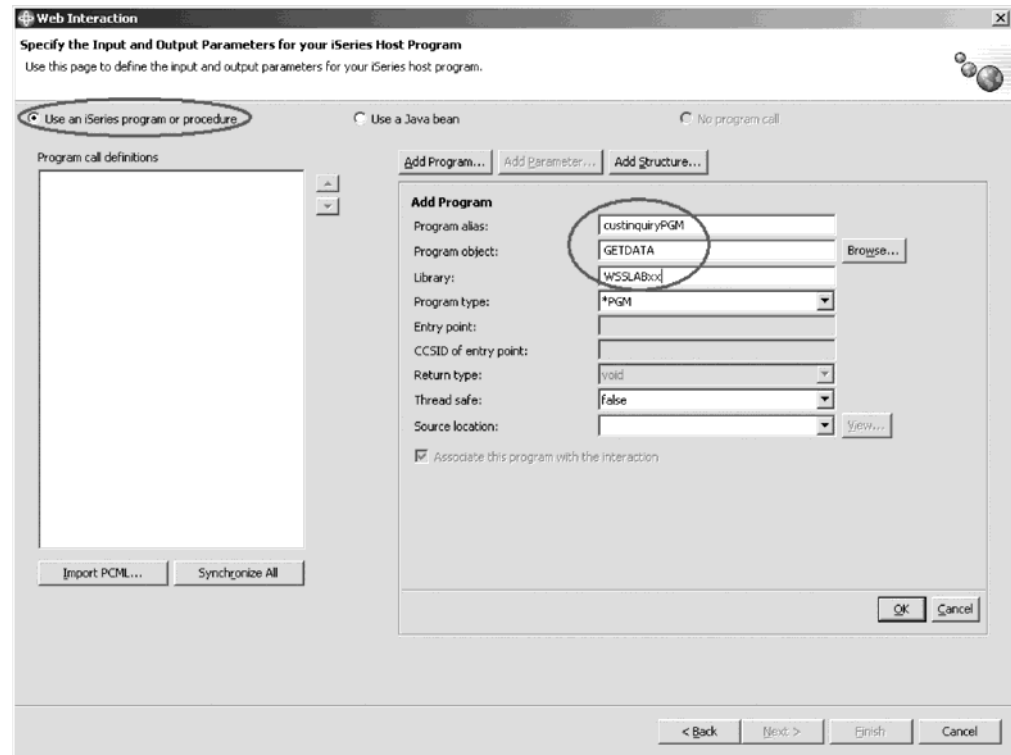 Web Interaction
Specify the Input and Output Parameters for your iSeries Host Program
Use this page to define the input and output parameters for your iSeries host program.
Use an iSeries program or procedure
Use a Java bean
No program call
Program call definitions
Add Program...
Add Parameter...
Add Structure...
Add Program
Program alias:
custinquiryPGM
Program object:
GETDATA
Browse...
Library:
WSSLABxx
Program type:
*PGM
Entry point:
CCSID of entry point:
Return type:
void
Thread safe:
false
Source location:
View...
Associate this program with the interaction
Import PCML...
Synchronize All
OK
Cancel
< Back
Next >
Finish
Cancel